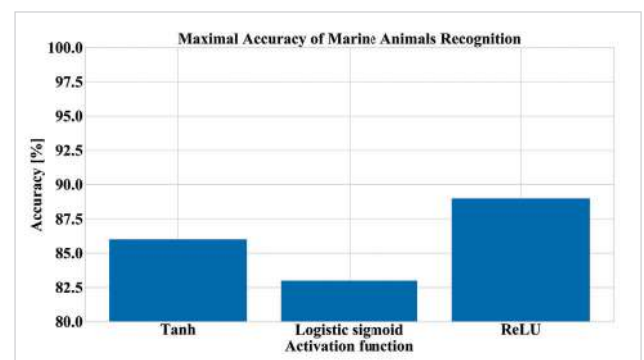 Maximal Accuracy of Marine Animals Recognition
Accuracy [%]
100.0
97.5
95.0
92.5
90.0
87.5
85.0
82.5
80.0
Tanh
Logistic sigmoid
ReLU
Activation function